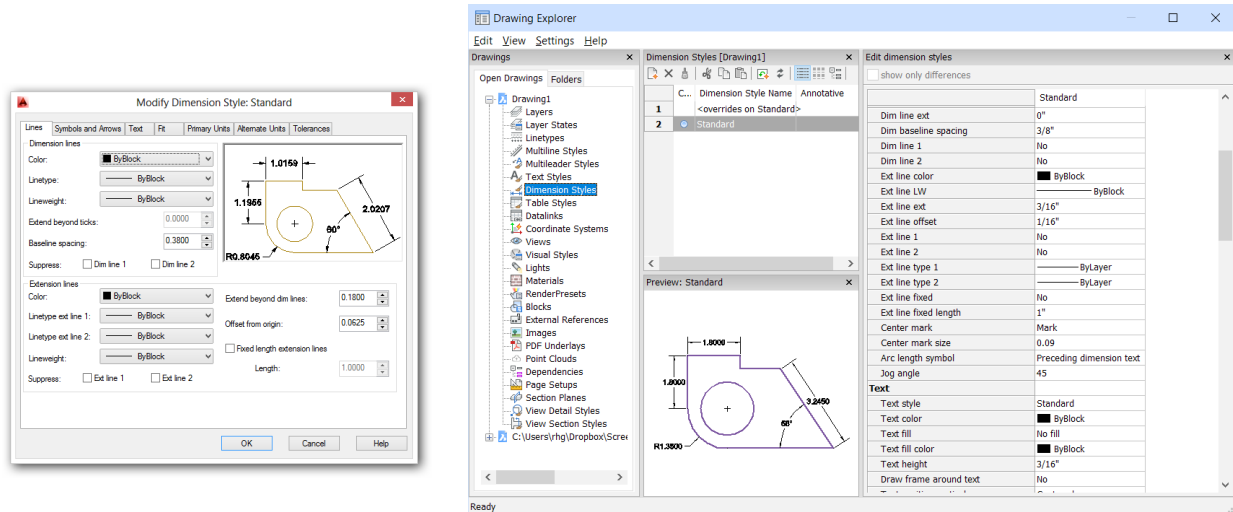 Modify Dimension Style: Standard
Lines Symbols and Arrows Text Fit Primary Units Alternate Units Tolerances
Dimension lines
Color: ByBlock
Linetype: ByBlock
Lineweight: ByBlock
Extend beyond ticks: 0.0000
Baseline spacing: 0.3800
Suppress: Dim line 1 Dim line 2
1.0159
1.1955
2.0207
60°
R0.8045
Extension lines
Color: ByBlock
Linetype ext line 1: ByBlock
Linetype ext line 2: ByBlock
Lineweight: ByBlock
Suppress: Ext line 1 Ext line 2
Extend beyond dim lines: 0.1800
Offset from origin: 0.0625
Fixed length extension lines
Length: 1.0000
OK Cancel Help
Drawing Explorer
Edit View Settings Help
Drawings
Open Drawings Folders
Drawing1
Layers
Layer States
Linetypes
Multiline Styles
Multileader Styles
Text Styles
Dimension Styles
Table Styles
Datalinks
Coordinate Systems
Views
Visual Styles
Lights
Materials
RenderPresets
Blocks
External References
Images
PDF Underlays
Point Clouds
Dependencies
Page Setups
Section Planes
View Detail Styles
View Section Styles
C:\Users\rhg\Dropbox\Scree
Ready
Dimension Styles [Drawing1]
C... Dimension Style Name Annotative
1 <overrides on Standard>
2 Standard
Preview: Standard
1.8000
1.8000
3.2450
68°
R1.3500
Edit dimension styles
show only differences
Standard
Dim line ext 0"
Dim baseline spacing 3/8"
Dim line 1 No
Dim line 2 No
Ext line color ByBlock
Ext line LW ByBlock
Ext line ext 3/16"
Ext line offset 1/16"
Ext line 1 No
Ext line 2 No
Ext line type 1 ByLayer
Ext line type 2 ByLayer
Ext line fixed No
Ext line fixed length 1"
Center mark Mark
Center mark size 0.09
Arc length symbol Preceding dimension text
Jog angle 45
Text
Text style Standard
Text color ByBlock
Text fill No fill
Text fill color ByBlock
Text height 3/16"
Draw frame around text No